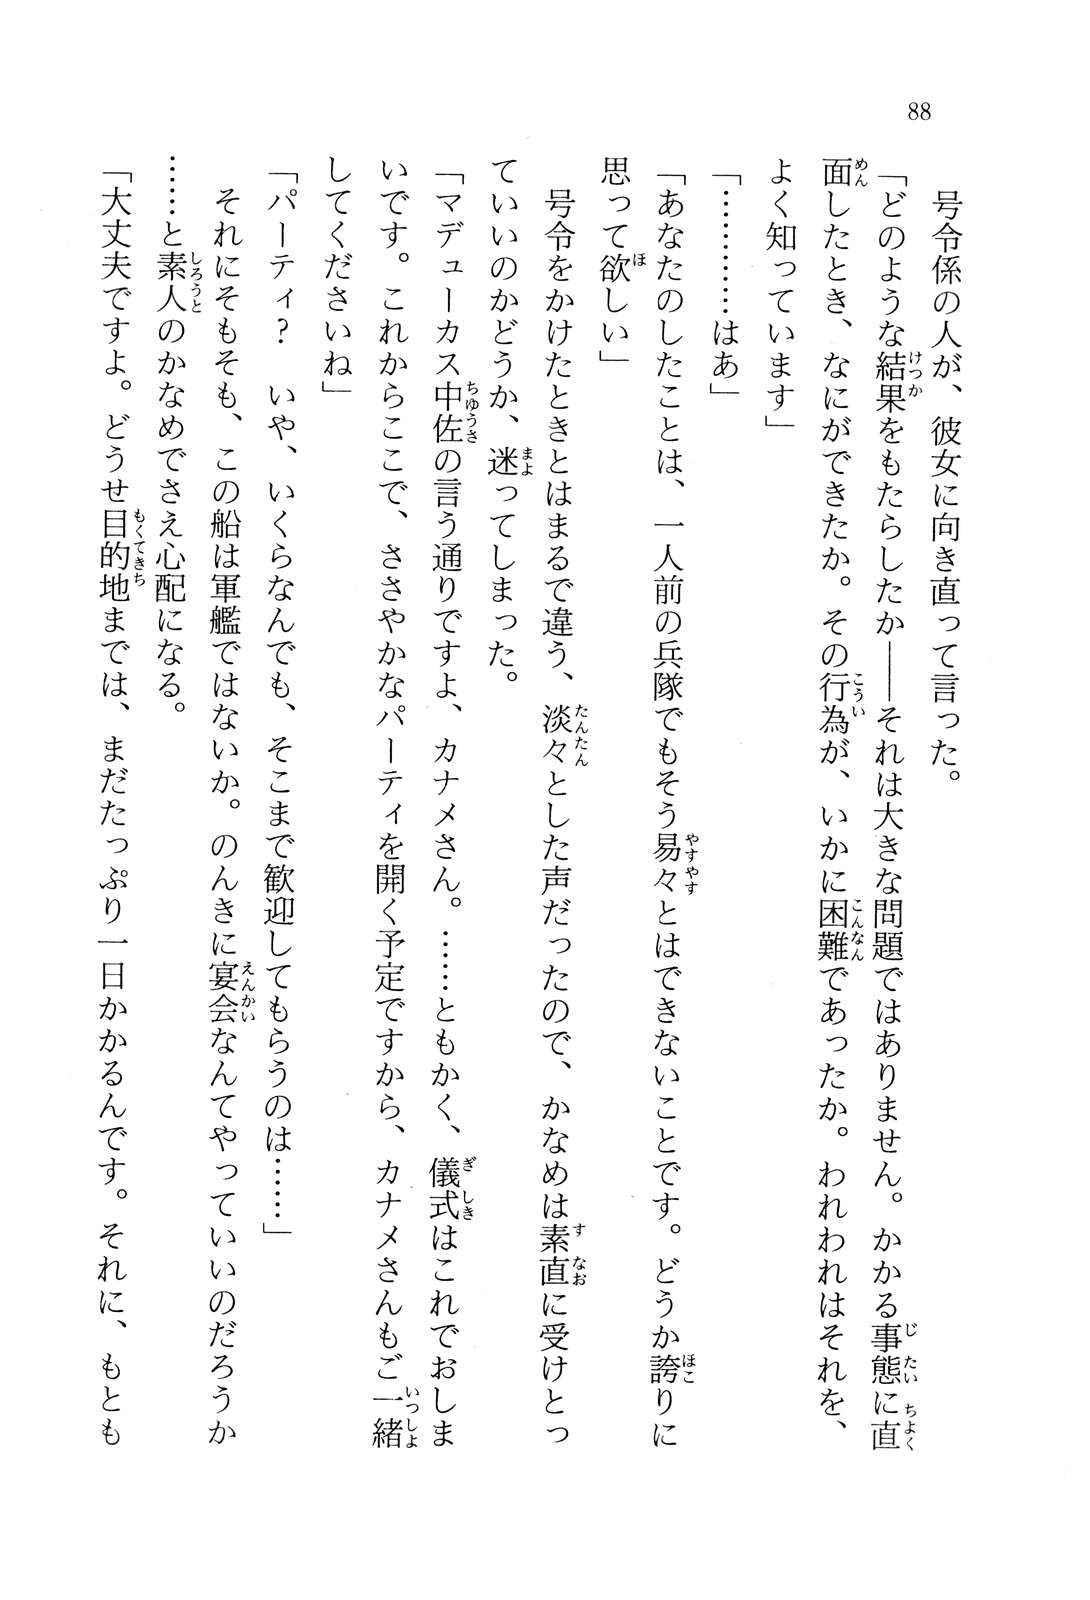 88
号令係の人が、彼女に向き直って言った。
「どのような結果をもたらしたか――それは大きな問題ではありません。かかる事態に直
面したとき、なにができたか。その行為が、いかに困難であったか。われわれはそれを、
よく知っています」
「…………はあ」
「あなたのしたことは、一人前の兵隊でもそう易々とはできないことです。どうか誇りに
思って欲しい」
号令をかけたときとはまるで違う、淡々とした声だったので、かなめは素直に受けとっ
ていいのかどうか、迷ってしまった。
「マデューカス中佐の言う通りですよ、カナメさん。……ともかく、儀式はこれでおしま
いです。これからここで、ささやかなパーティを開く予定ですから、カナメさんもご一緒
してくださいね」
「パーティ？　いや、いくらなんでも、そこまで歓迎してもらうのは……」
それにそもそも、この船は軍艦ではないか。のんきに宴会なんてやっていいのだろうか
……と素人のかなめでさえ心配になる。
「大丈夫ですよ。どうせ目的地までは、まだたっぷり一日かかるんです。それに、もとも